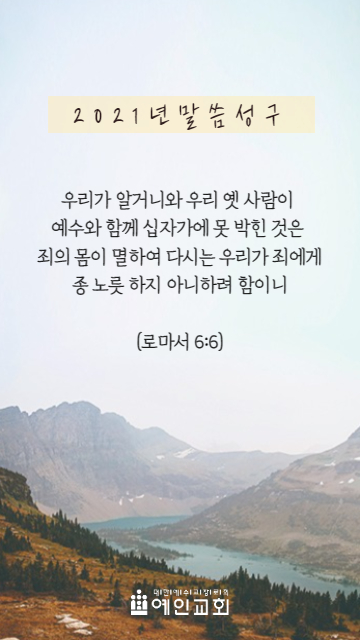 2021년말씀성구
우리가 알거니와 우리 옛 사람이
예수와 함께 십자가에 못 박힌 것은
죄의 몸이 멸하여 다시는 우리가 죄에게
종 노릇 하지 아니하려 함이니
(로마서 6:6)
예인교회